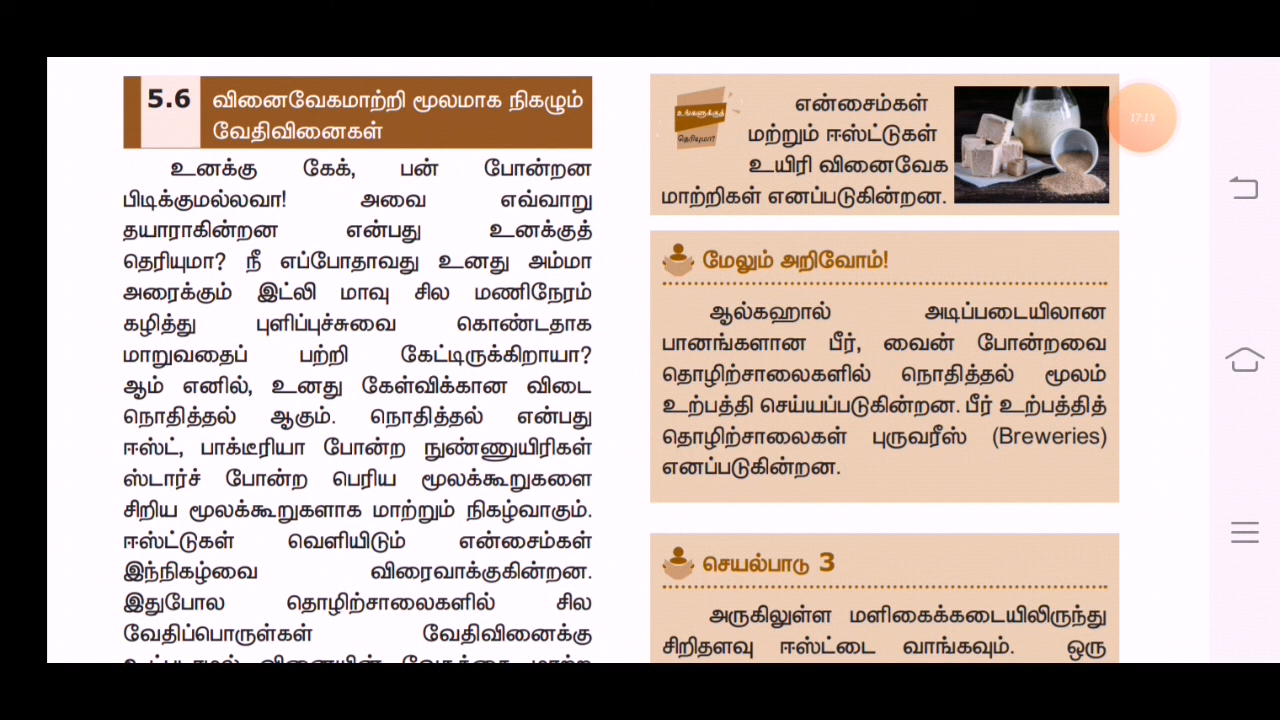 5.6 வினைவேகமாற்றி மூலமாக நிகழும்
வேதிவினைகள்
உனக்கு கேக், பன் போன்றன
பிடிக்குமல்லவா! அவை எவ்வாறு
தயாராகின்றன என்பது உனக்குத்
தெரியுமா? நீ எப்போதாவது உனது அம்மா
அரைக்கும் இட்லி மாவு சில மணிநேரம்
கழித்து புளிப்புச்சுவை கொண்டதாக
மாறுவதைப் பற்றி கேட்டிருக்கிறாயா?
ஆம் எனில், உனது கேள்விக்கான விடை
நொதித்தல் ஆகும். நொதித்தல் என்பது
ஈஸ்ட், பாக்டீரியா போன்ற நுண்ணுயிரிகள்
ஸ்டார்ச் போன்ற பெரிய மூலக்கூறுகளை
சிறிய மூலக்கூறுகளாக மாற்றும் நிகழ்வாகும்.
ஈஸ்ட்டுகள் வெளியிடும் என்சைம்கள்
இந்நிகழ்வை விரைவாக்குகின்றன.
இதுபோல தொழிற்சாலைகளில் சில
வேதிப்பொருள்கள் வேதிவினைக்கு
உங்களுக்குத்
தெரியுமா?
என்சைம்கள்
மற்றும் ஈஸ்ட்டுகள்
உயிரி வினைவேக
மாற்றிகள் எனப்படுகின்றன.
17:13
மேலும் அறிவோம்!
ஆல்கஹால் அடிப்படையிலான
பானங்களான பீர், வைன் போன்றவை
தொழிற்சாலைகளில் நொதித்தல் மூலம்
உற்பத்தி செய்யப்படுகின்றன. பீர் உற்பத்தித்
தொழிற்சாலைகள் புருவரீஸ் (Breweries)
எனப்படுகின்றன.
செயல்பாடு 3
அருகிலுள்ள மளிகைக்கடையிலிருந்து
சிறிதளவு ஈஸ்ட்டை வாங்கவும். ஒரு